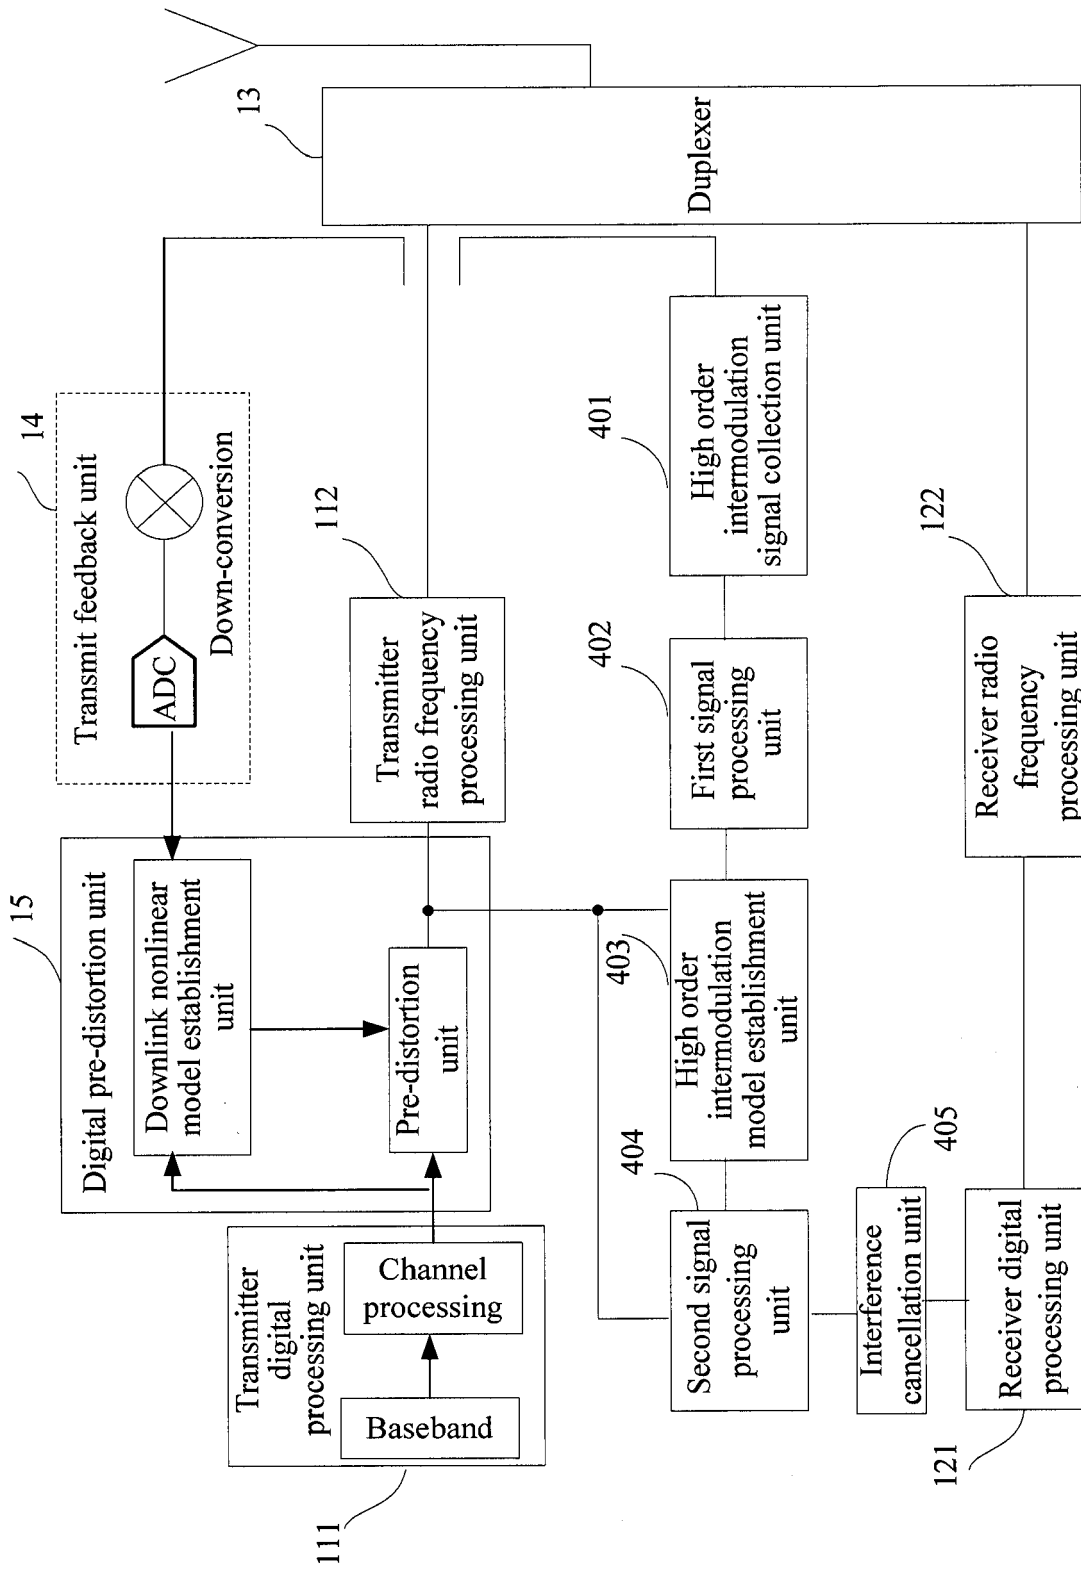 111
Transmitter
digital
processing unit
Baseband
Channel
processing
15
Digital pre-distortion unit
Downlink nonlinear
model establishment
unit
Pre-distortion
unit
14
Transmit feedback unit
ADC
Down-conversion
112
Transmitter
radio frequency
processing unit
13
Duplexer
404
Second signal
processing
unit
403
High order
intermodulation
model establishment
unit
402
First signal
processing
unit
401
High order
intermodulation
signal collection unit
405
Interference
cancellation unit
121
Receiver digital
processing unit
122
Receiver radio
frequency
processing unit